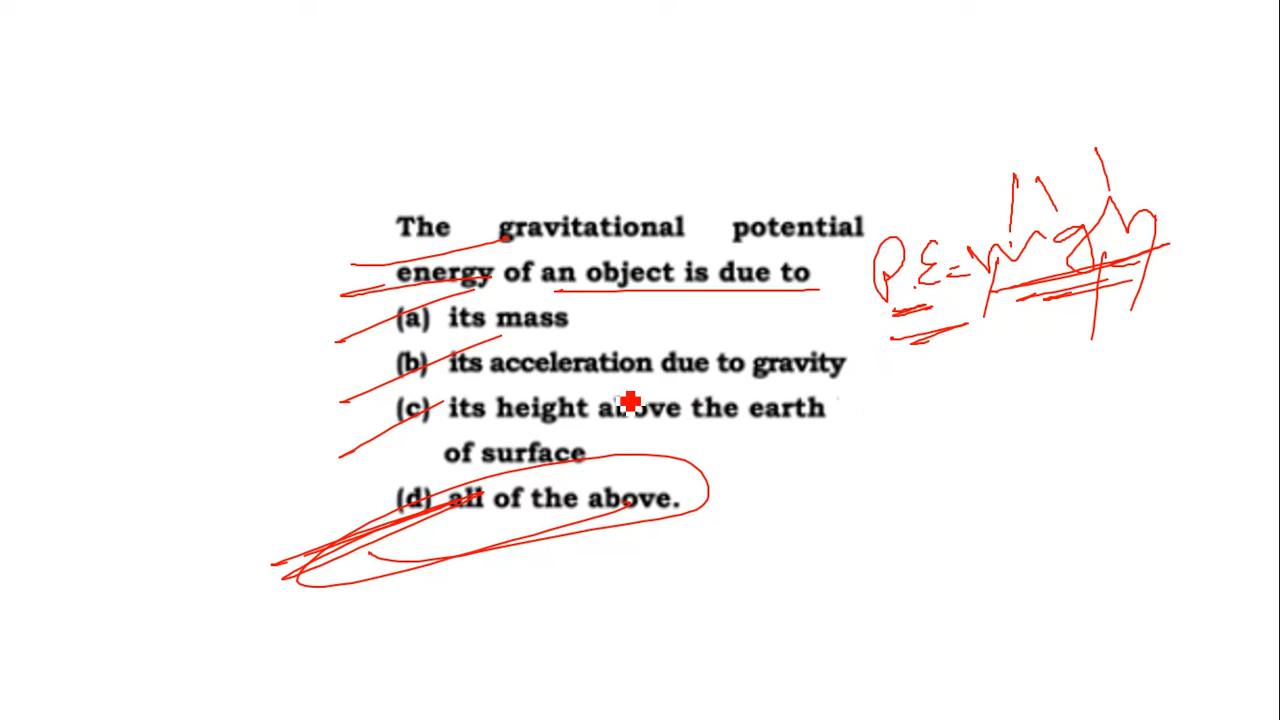 The gravitational potential
energy of an object is due to
(a) its mass
(b) its acceleration due to gravity
(c) its height above the earth
of surface
(d) all of the above.
P.E = mgh